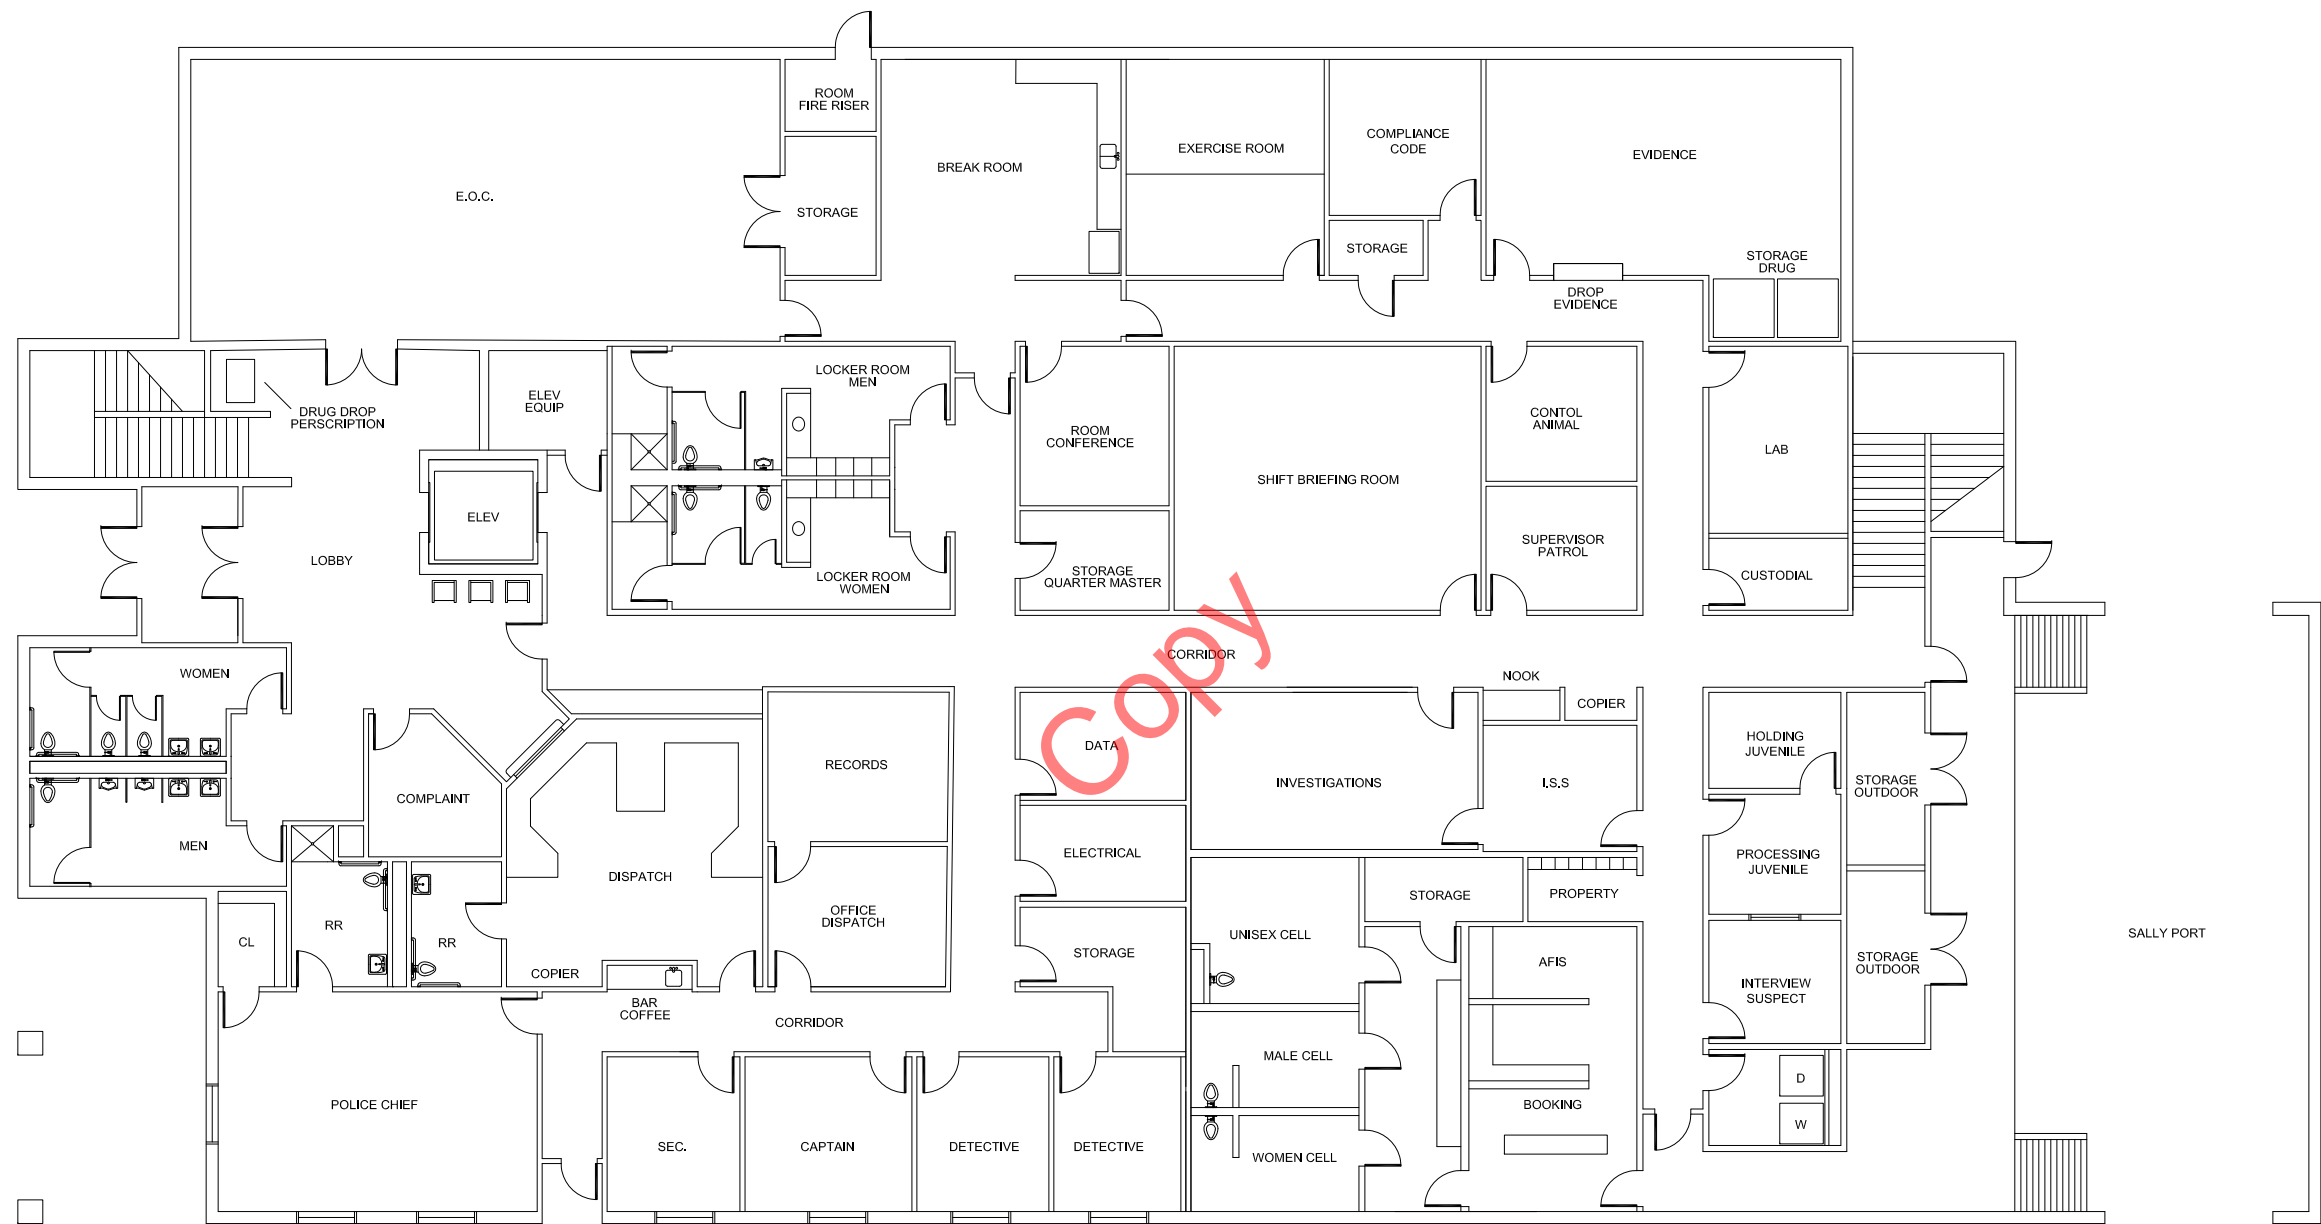 ROOM
FIRE RISER
E.O.C.
STORAGE
BREAK ROOM
EXERCISE ROOM
COMPLIANCE
CODE
STORAGE
EVIDENCE
STORAGE
DRUG
DROP
EVIDENCE
DRUG DROP
PERSCRIPTION
ELEV
EQUIP
LOCKER ROOM
MEN
ROOM
CONFERENCE
CONTOL
ANIMAL
LAB
SHIFT BRIEFING ROOM
ELEV
LOBBY
LOCKER ROOM
WOMEN
STORAGE
QUARTER MASTER
SUPERVISOR
PATROL
CUSTODIAL
Copy
CORRIDOR
WOMEN
NOOK
COPIER
DATA
RECORDS
INVESTIGATIONS
I.S.S
HOLDING
JUVENILE
STORAGE
OUTDOOR
COMPLAINT
MEN
DISPATCH
ELECTRICAL
PROCESSING
JUVENILE
STORAGE
PROPERTY
OFFICE
DISPATCH
CL
RR
RR
STORAGE
UNISEX CELL
SALLY PORT
COPIER
AFIS
STORAGE
OUTDOOR
INTERVIEW
SUSPECT
BAR
COFFEE
CORRIDOR
MALE CELL
D
POLICE CHIEF
BOOKING
W
SEC.
CAPTAIN
DETECTIVE
DETECTIVE
WOMEN CELL